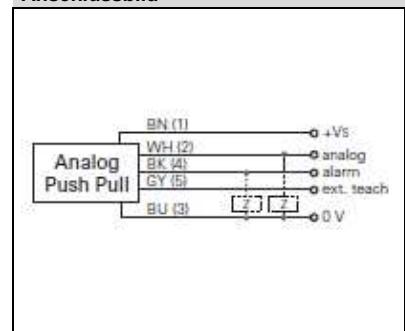 Anschlussbild
BN (1)
+Vs
WH (2)
analog
BK (4)
alarm
GY (5)
ext. teach
Analog
Push Pull
BU (3)
Z
Z
0 V